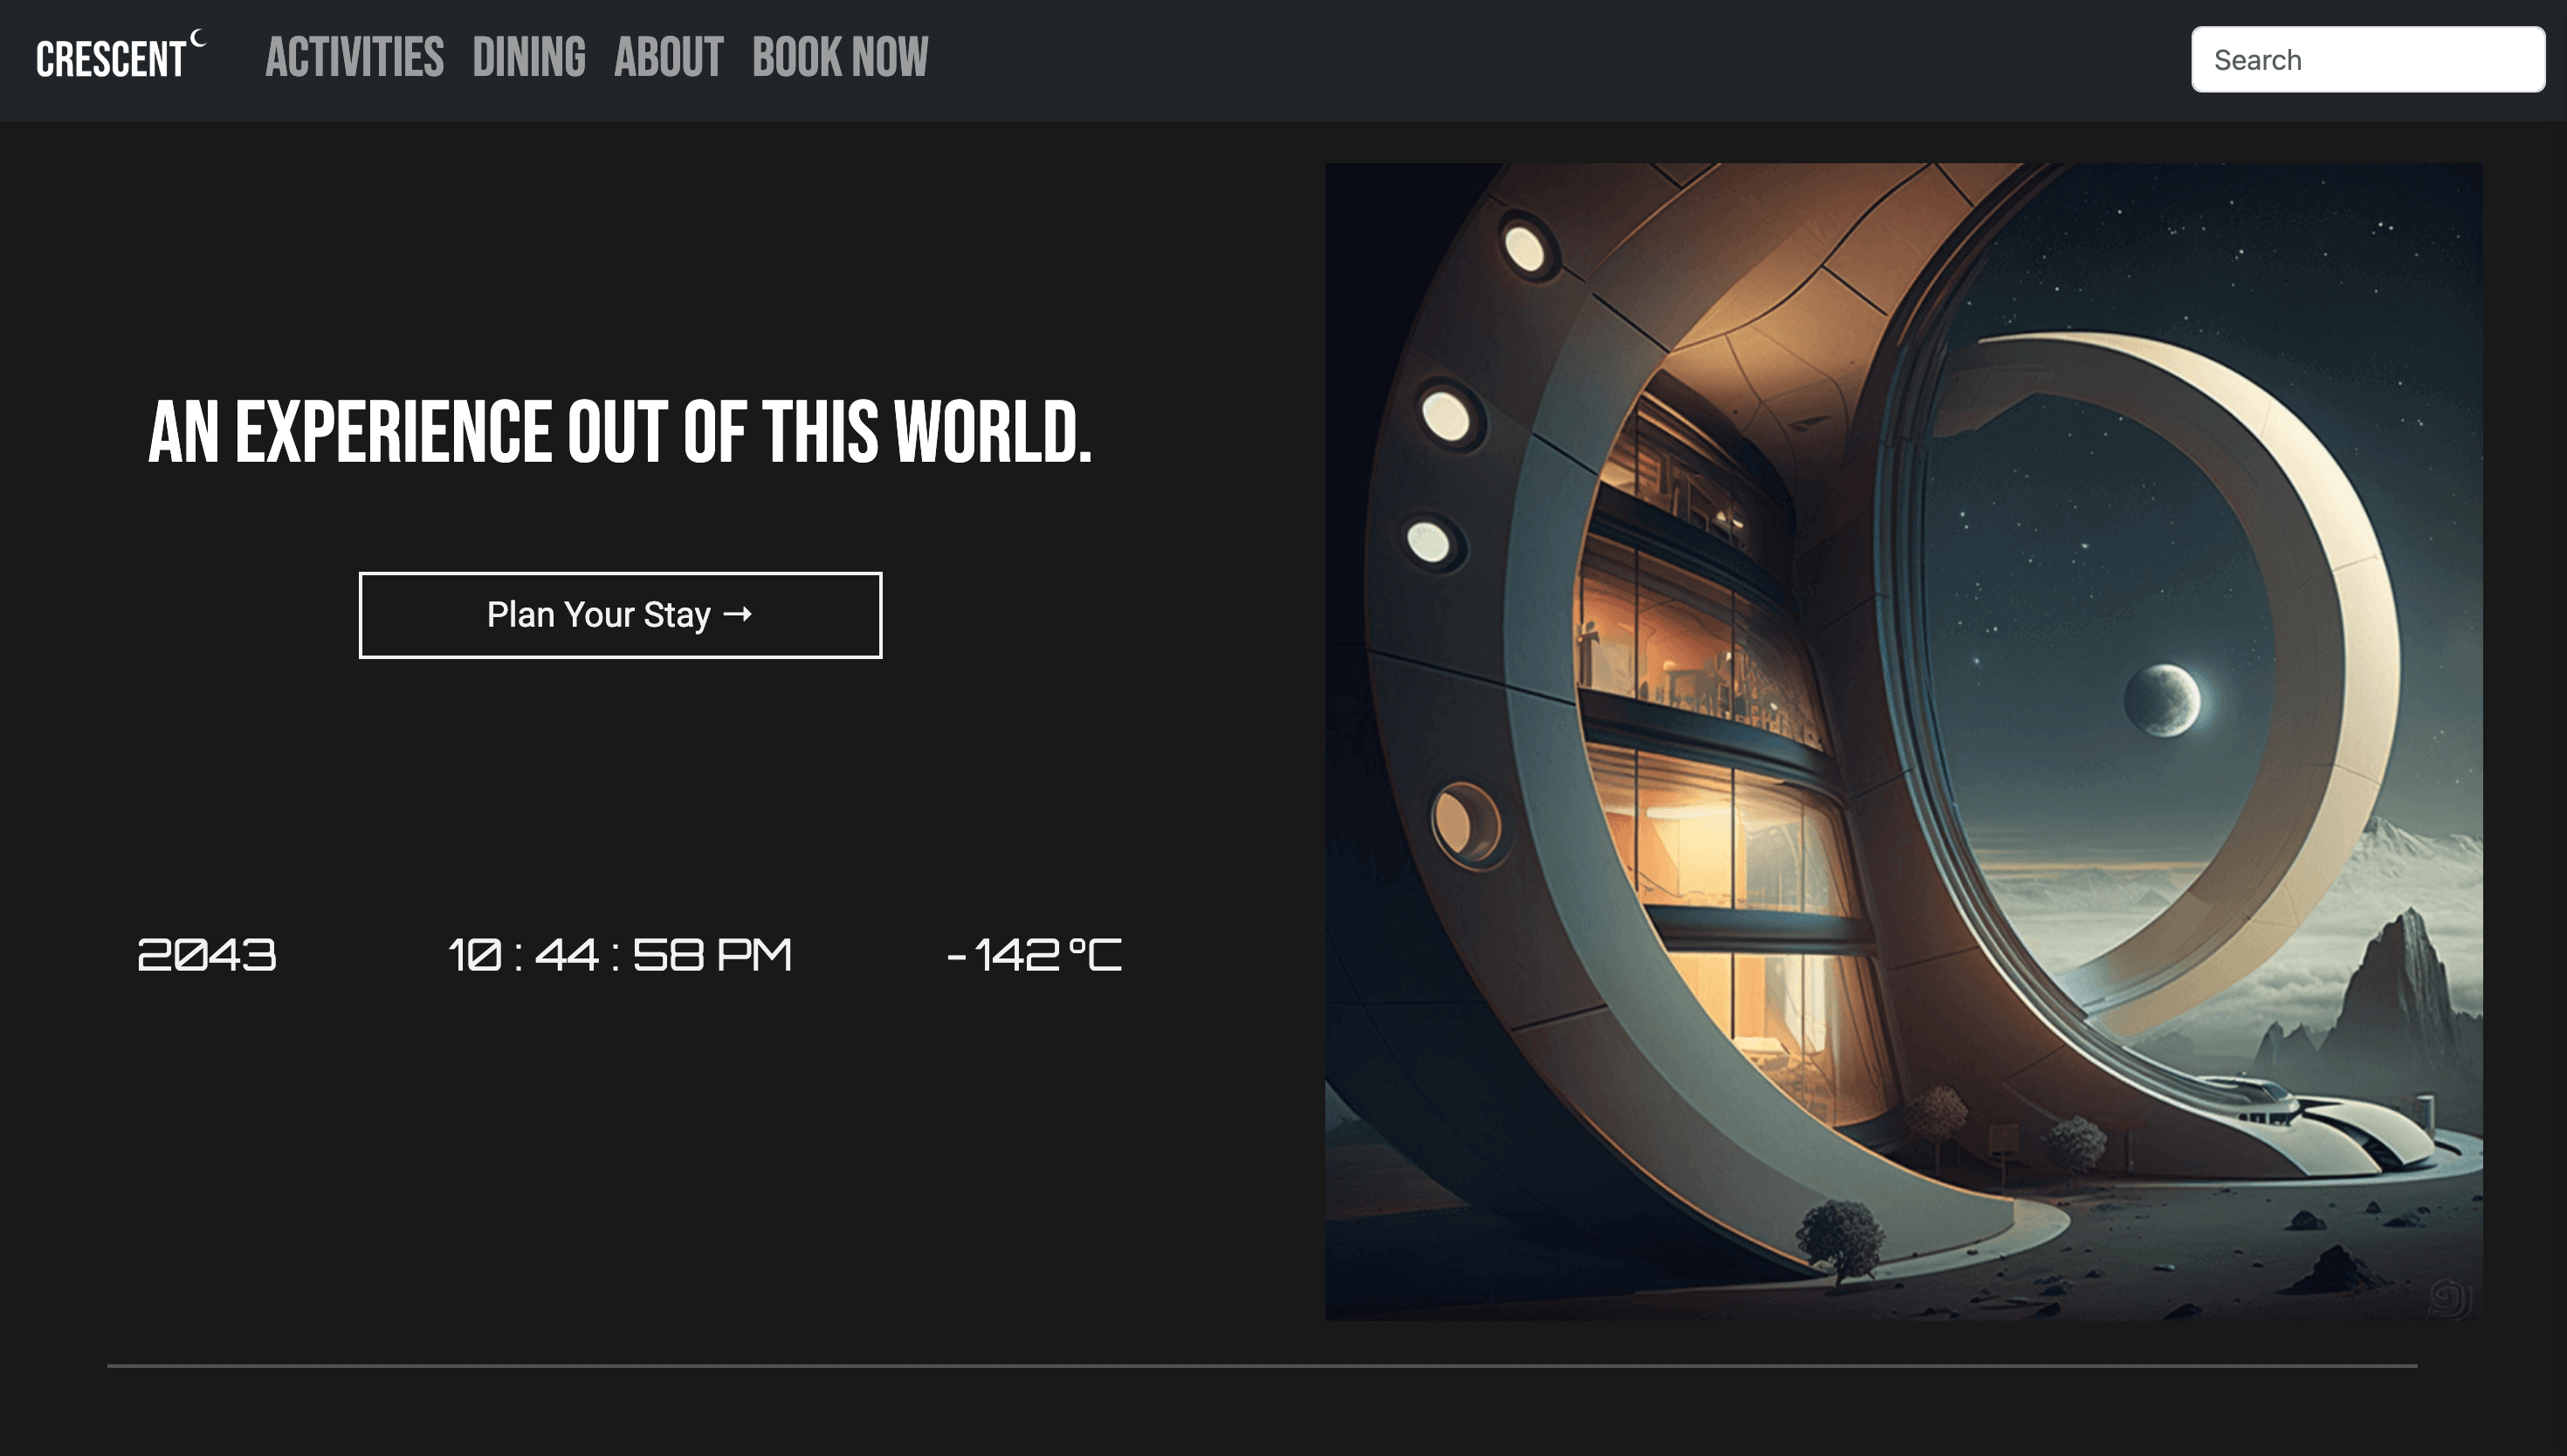 CRESCENT
ACTIVITIES DINING ABOUT BOOK NOW
Search
AN EXPERIENCE OUT OF THIS WORLD.
Plan Your Stay →
2043 10 : 44 : 58 PM -142°C